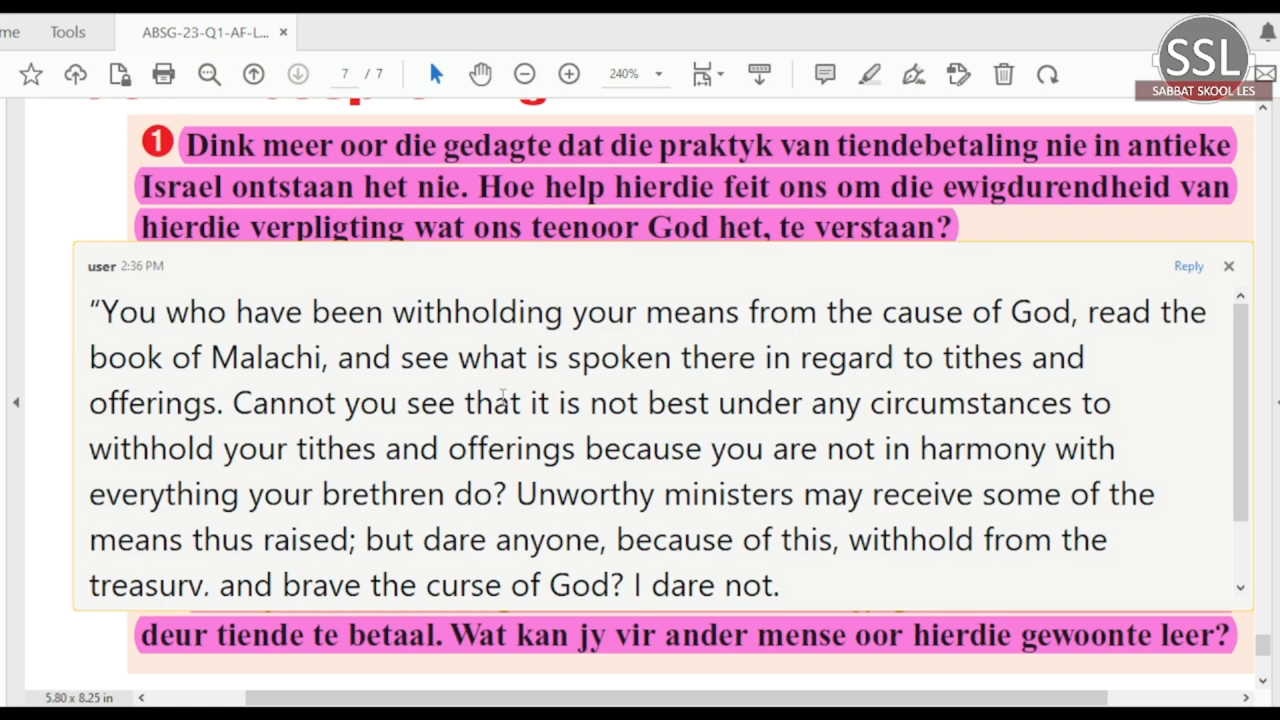 me Tools ABSG-23-Q1-AF-L... ×
SSL
SABBAT SKOOL LES
7 / 7 240%
1 Dink meer oor die gedagte dat die praktyk van tiendebetaling nie in antieke
Israel ontstaan het nie. Hoe help hierdie feit ons om die ewigdurendheid van
hierdie verpligting wat ons teenoor God het, te verstaan?
user 2:36 PM Reply ×
“You who have been withholding your means from the cause of God, read the
book of Malachi, and see what is spoken there in regard to tithes and
offerings. Cannot you see that it is not best under any circumstances to
withhold your tithes and offerings because you are not in harmony with
everything your brethren do? Unworthy ministers may receive some of the
means thus raised; but dare anyone, because of this, withhold from the
treasury, and brave the curse of God? I dare not.
deur tiende te betaal. Wat kan jy vir ander mense oor hierdie gewoonte leer?
5.80 x 8.25 in